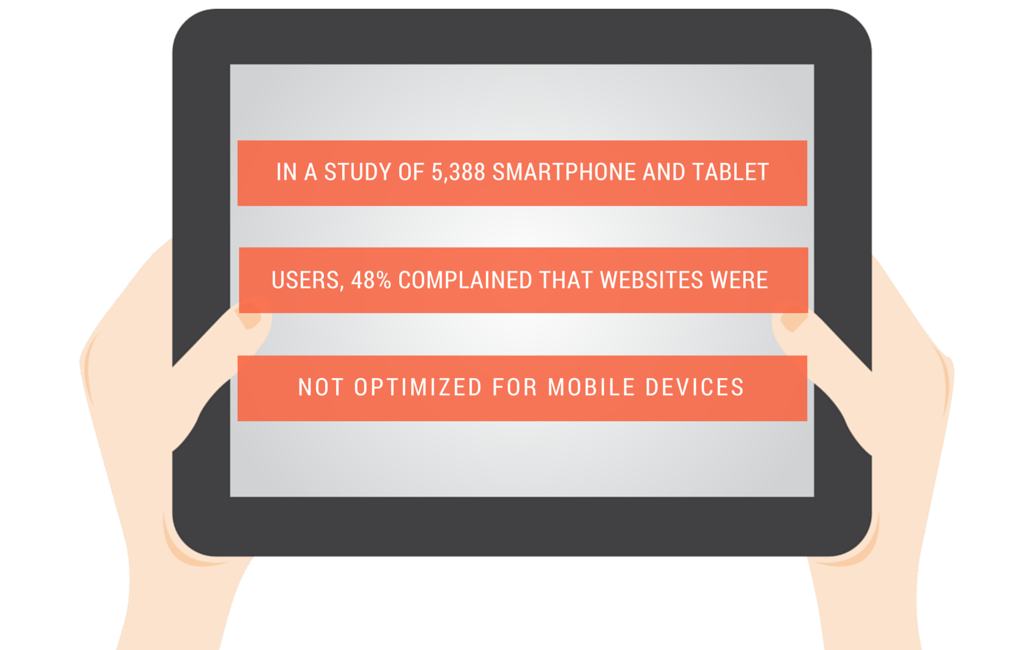 IN A STUDY OF 5,388 SMARTPHONE AND TABLET
USERS, 48% COMPLAINED THAT WEBSITES WERE
NOT OPTIMIZED FOR MOBILE DEVICES